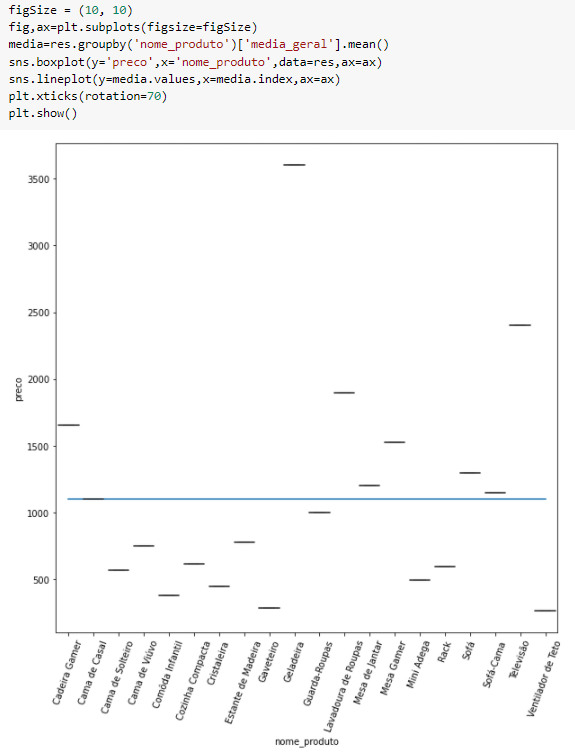 figSize = (10, 10)
fig,ax=plt.subplots(figsize=figSize)
media=res.groupby('nome_produto')['media_geral'].mean()
sns.boxplot(y='preco',x='nome_produto',data=res,ax=ax)
sns.lineplot(y=media.values,x=media.index,ax=ax)
plt.xticks(rotation=70)
plt.show()
3500
3000
2500
2000
1500
1000
500
preco
Cadeira Gamer
Cama de Casal
Cama de Solteiro
Cama de Viúvo
Comôda Infantil
Cozinha Compacta
Cristaleira
Estante de Madeira
Gaveteiro
Geladeira
Guarda-Roupas
Lavadoura de Roupas
Mesa de Jantar
Mesa Gamer
Mini Adega
Rack
Sofá
Sofá-Cama
Televisão
Ventilador de Teto
nome_produto